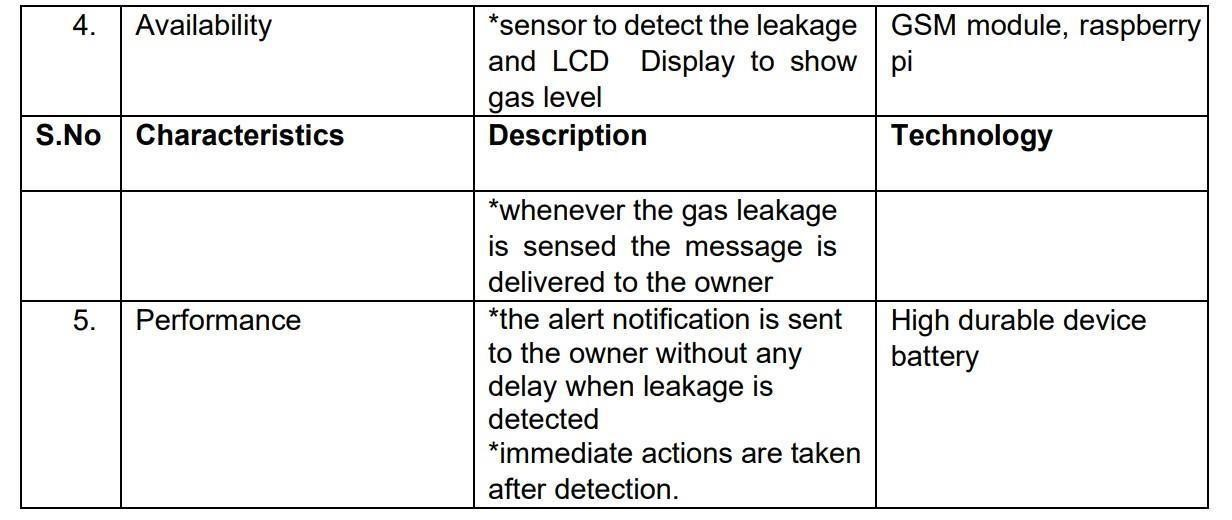 4. Availability *sensor to detect the leakage GSM module, raspberry
and LCD Display to show pi
gas level
S.No Characteristics Description Technology
*whenever the gas leakage
is sensed the message is
delivered to the owner
5. Performance *the alert notification is sent High durable device
to the owner without any battery
delay when leakage is
detected
*immediate actions are taken
after detection.